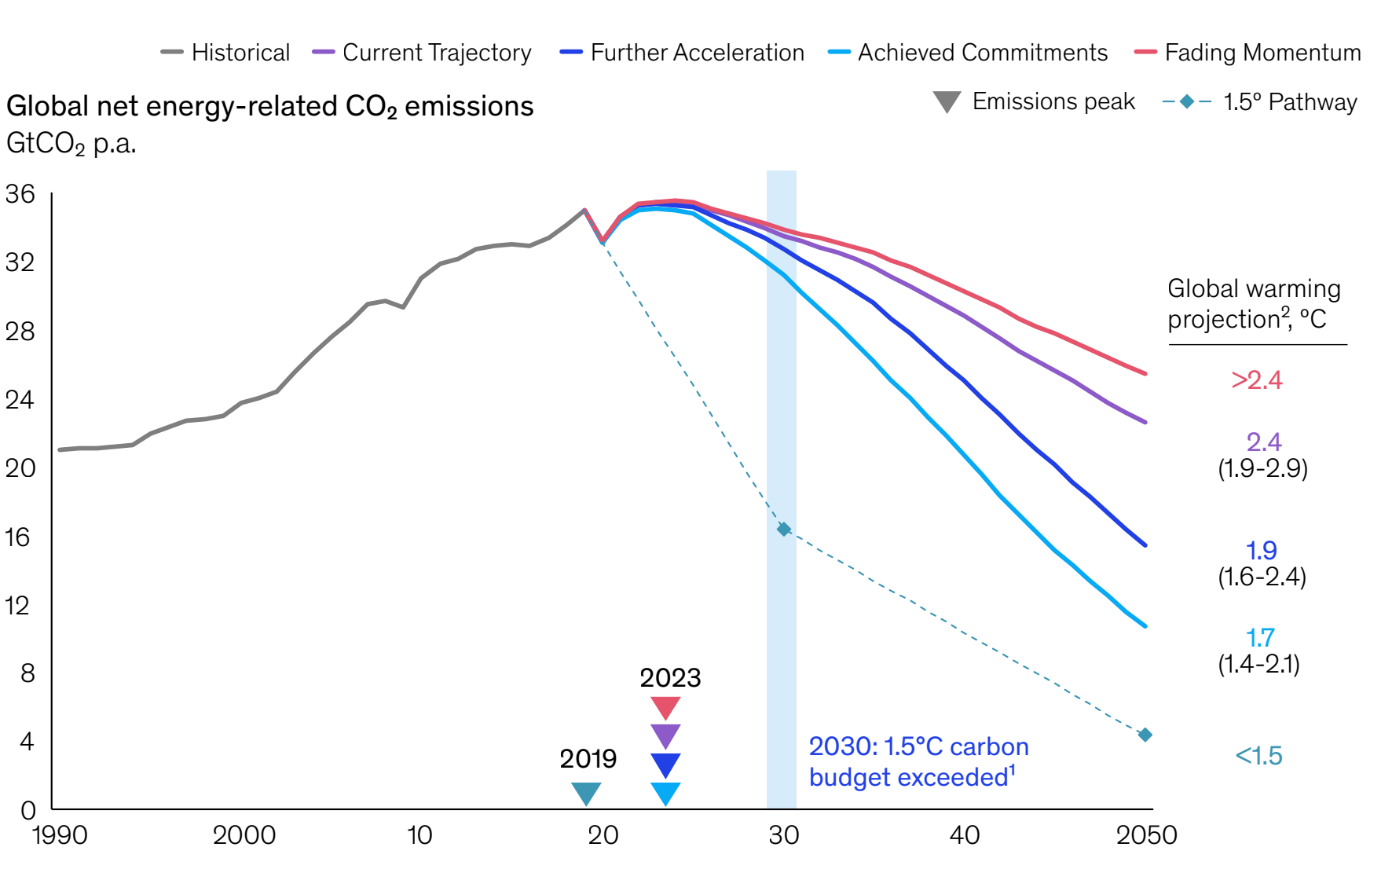 Historical Current Trajectory Further Acceleration Achieved Commitments Fading Momentum
Emissions peak 1.5º Pathway
Global net energy-related CO₂ emissions
GtCO₂ p.a.
36
32
28
24
20
16
12
8
4
0
Global warming
projection², ºC
>2.4
2.4
(1.9-2.9)
1.9
(1.6-2.4)
1.7
(1.4-2.1)
<1.5
2023
2019
2030: 1.5°C carbon
budget exceeded¹
1990 2000 10 20 30 40 2050